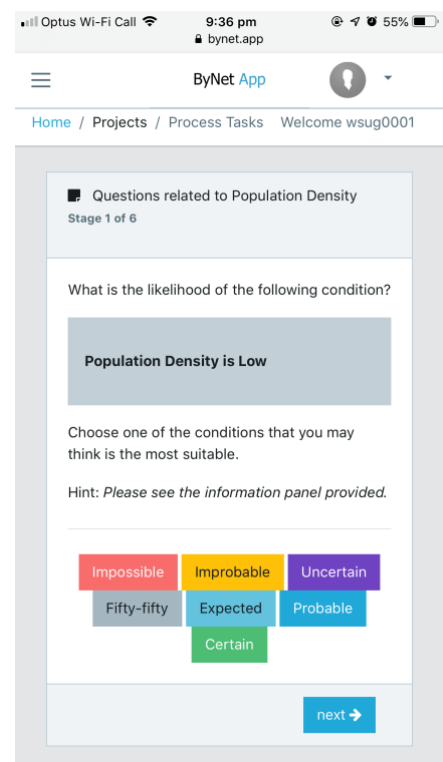 Optus Wi-Fi Call 9:36 pm 55%
bynet.app
ByNet App
Home / Projects / Process Tasks Welcome wsug0001
Questions related to Population Density
Stage 1 of 6
What is the likelihood of the following condition?
Population Density is Low
Choose one of the conditions that you may
think is the most suitable.
Hint: Please see the information panel provided.
Impossible Improbable Uncertain
Fifty-fifty Expected Probable
Certain
next